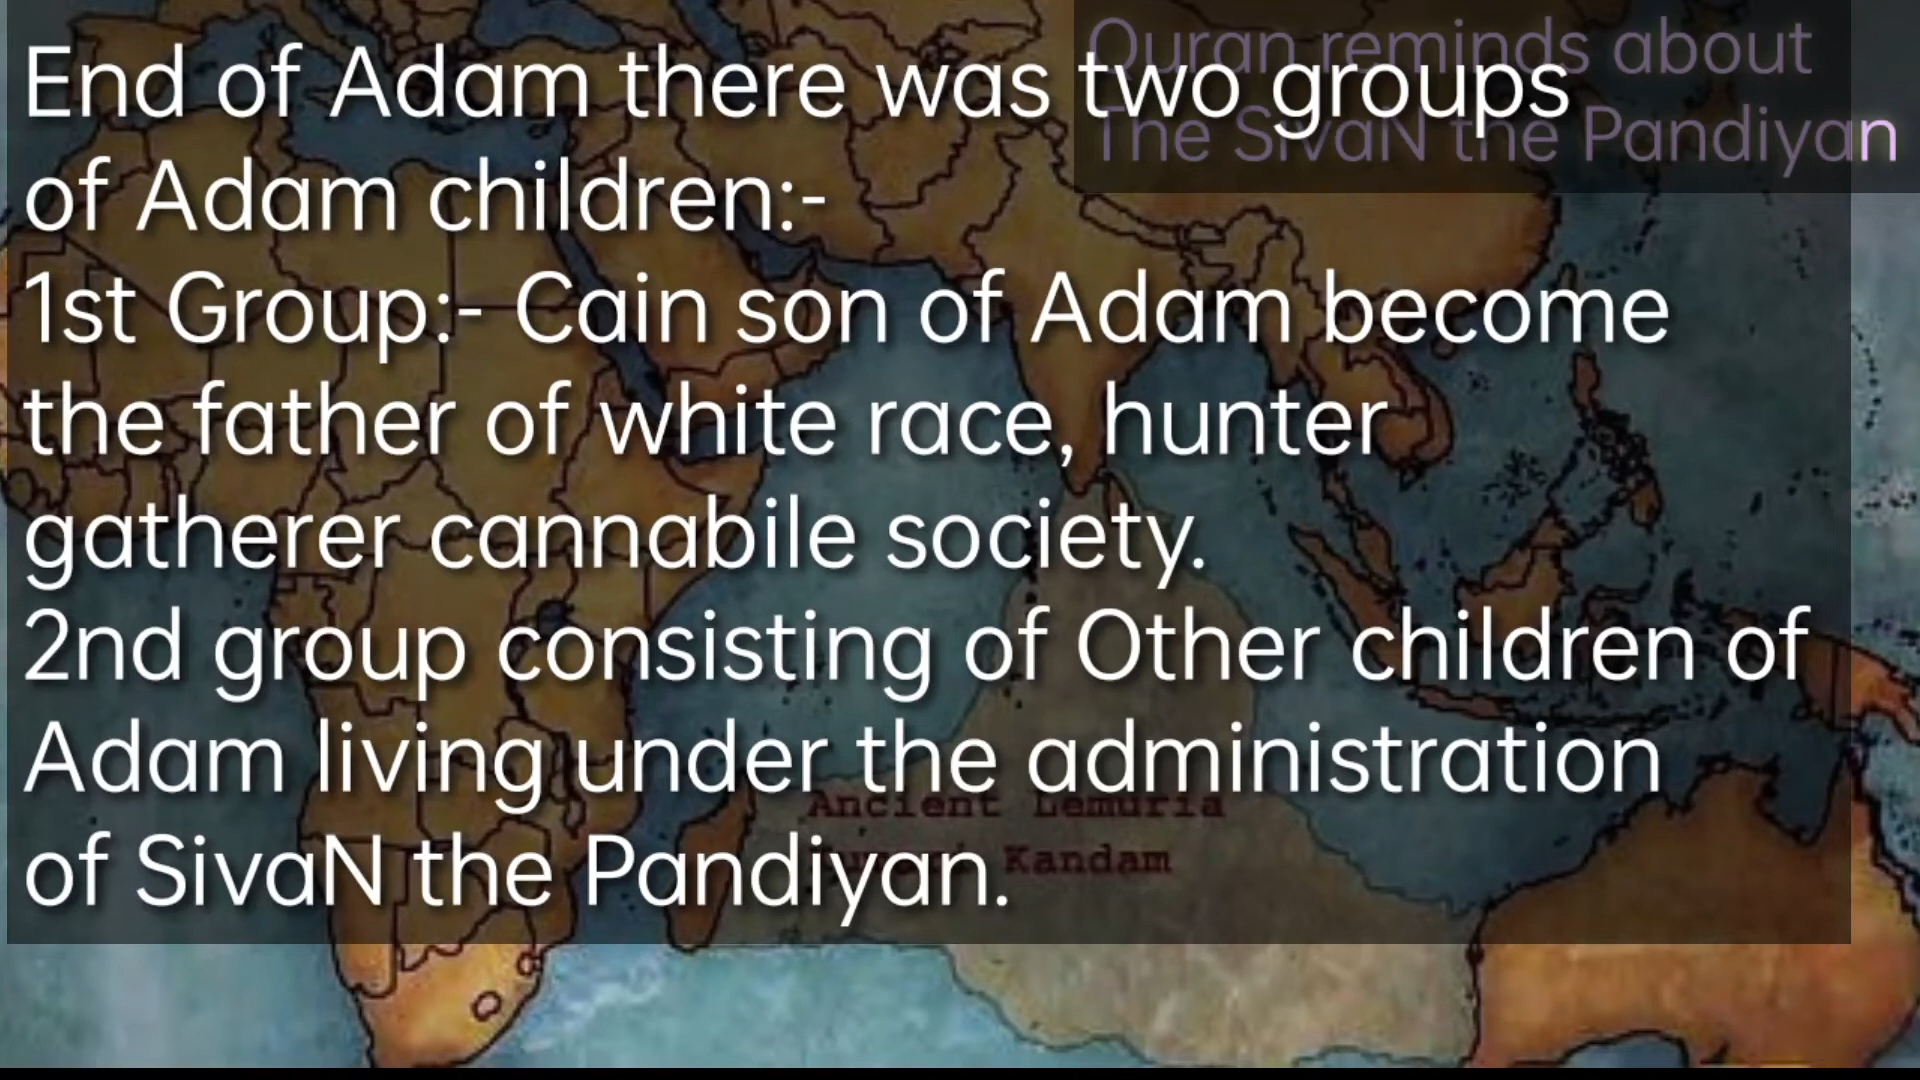 Quran reminds about
The SivaN the Pandiyan
End of Adam there was two groups
of Adam children:-
1st Group:- Cain son of Adam become
the father of white race, hunter
gatherer cannabile society.
2nd group consisting of Other children of
Adam living under the administration
of SivaN the Pandiyan.
Ancient Lemuria
Kandam